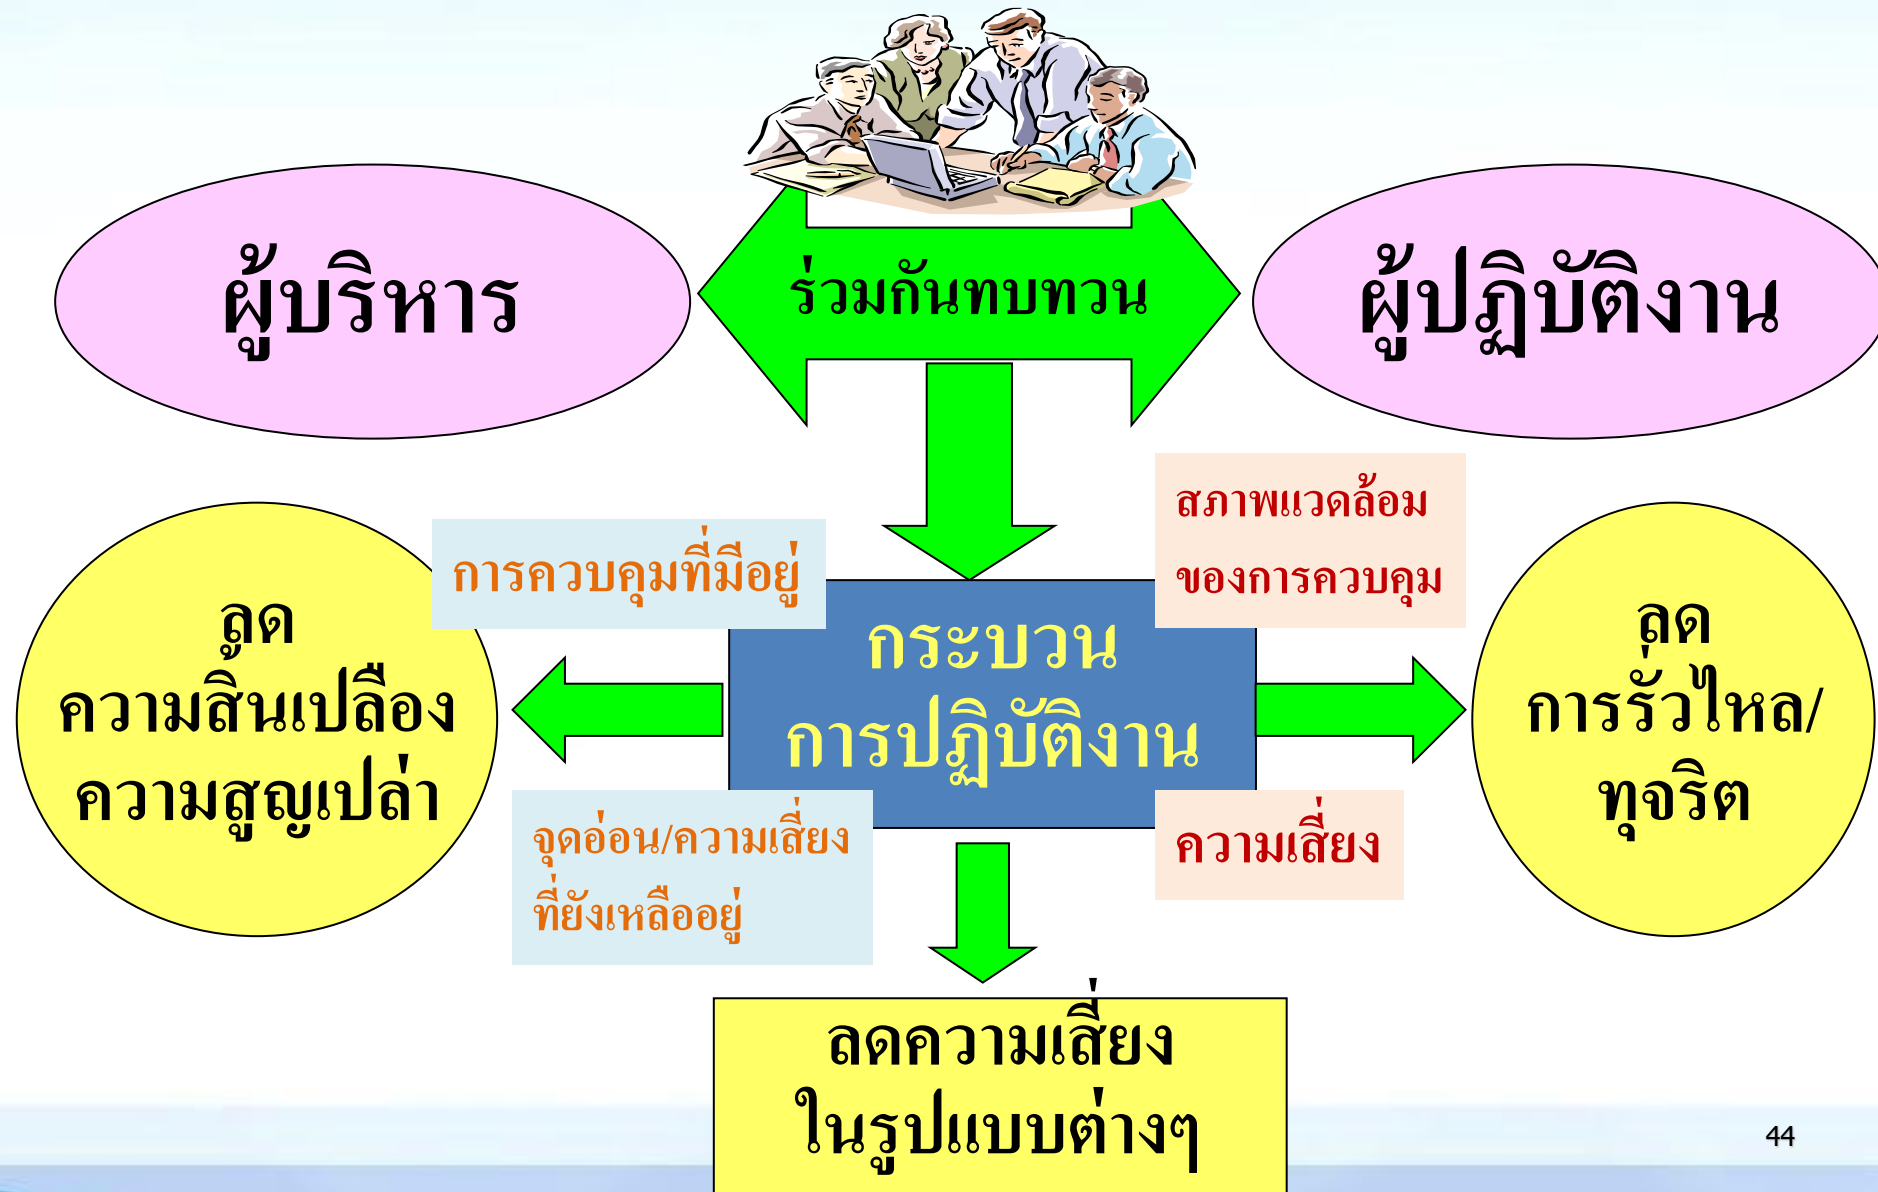 ผู้บริหาร
ร่วมกันทบทวน
ผู้ปฏิบัติงาน
สภาพแวดล้อม
ของการควบคุม
การควบคุมที่มีอยู่
ลด
ความสิ้นเปลือง
ความสูญเปล่า
กระบวน
การปฏิบัติงาน
ลด
การรั่วไหล/
ทุจริต
จุดอ่อน/ความเสี่ยง
ที่ยังเหลืออยู่
ความเสี่ยง
ลดความเสี่ยง
ในรูปแบบต่างๆ
44